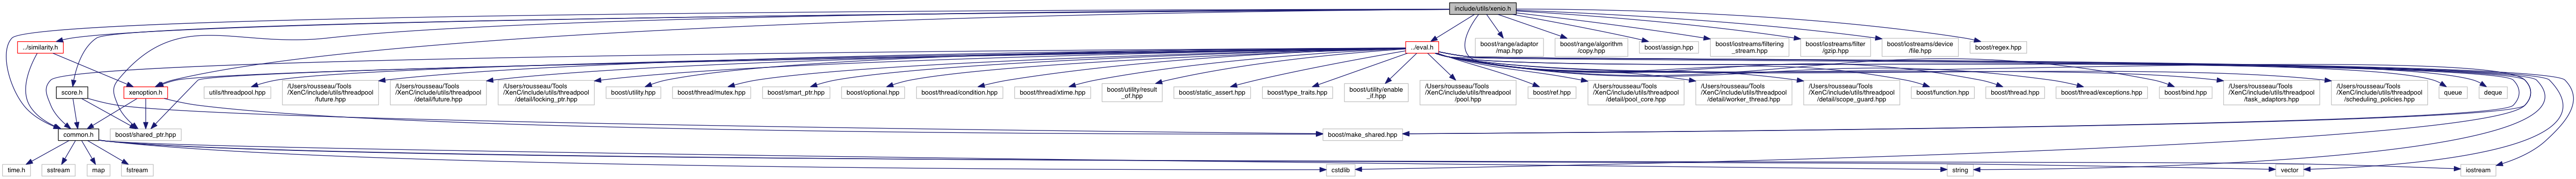 include/utils/xenio.h
../similarity.h
../eval.h
boost/range/adaptor
/map.hpp
boost/range/algorithm
/copy.hpp
boost/assign.hpp
boost/iostreams/filtering
_stream.hpp
boost/iostreams/filter
/gzip.hpp
boost/iostreams/device
/file.hpp
boost/regex.hpp
score.h
xenoption.h
utils/threadpool.hpp
/Users/rousseau/Tools
/XenC/include/utils/threadpool
/future.hpp
/Users/rousseau/Tools
/XenC/include/utils/threadpool
/detail/future.hpp
/Users/rousseau/Tools
/XenC/include/utils/threadpool
/detail/locking_ptr.hpp
boost/utility.hpp
boost/thread/mutex.hpp
boost/smart_ptr.hpp
boost/optional.hpp
boost/thread/condition.hpp
boost/thread/xtime.hpp
boost/utility/result
_of.hpp
boost/static_assert.hpp
boost/type_traits.hpp
boost/utility/enable
_if.hpp
/Users/rousseau/Tools
/XenC/include/utils/threadpool
/pool.hpp
boost/ref.hpp
/Users/rousseau/Tools
/XenC/include/utils/threadpool
/detail/pool_core.hpp
/Users/rousseau/Tools
/XenC/include/utils/threadpool
/detail/worker_thread.hpp
/Users/rousseau/Tools
/XenC/include/utils/threadpool
/detail/scope_guard.hpp
boost/function.hpp
boost/thread.hpp
boost/thread/exceptions.hpp
boost/bind.hpp
/Users/rousseau/Tools
/XenC/include/utils/threadpool
/task_adaptors.hpp
/Users/rousseau/Tools
/XenC/include/utils/threadpool
/scheduling_policies.hpp
queue
deque
common.h
boost/shared_ptr.hpp
boost/make_shared.hpp
time.h
sstream
map
fstream
cstdlib
string
vector
iostream